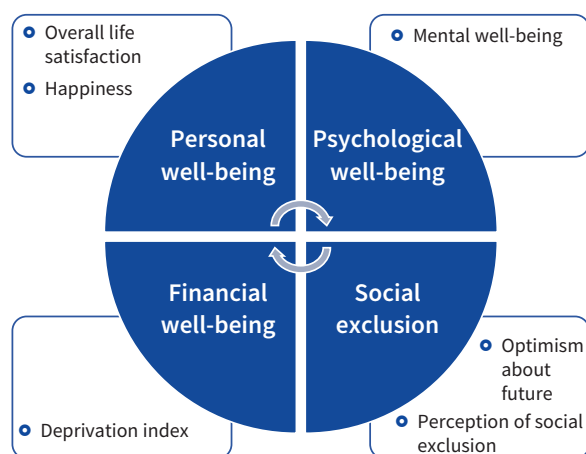 Overall life
satisfaction
Happiness
Mental well-being
Personal
well-being
Psychological
well-being
Financial
well-being
Social
exclusion
Deprivation index
Optimism
about
future
Perception of social
exclusion